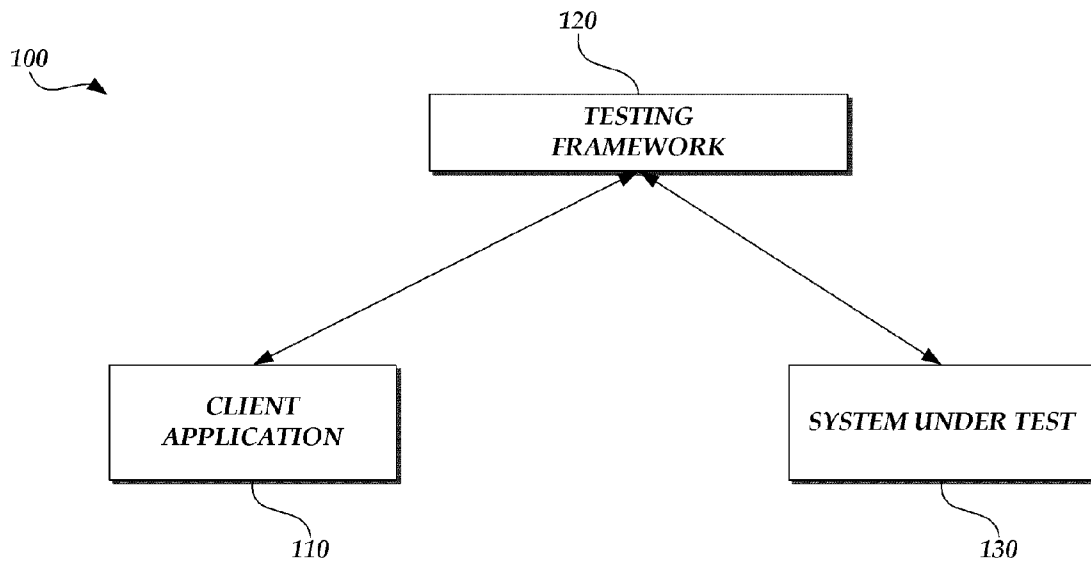 120
100
TESTING
FRAMEWORK
CLIENT
APPLICATION
SYSTEM UNDER TEST
110
130